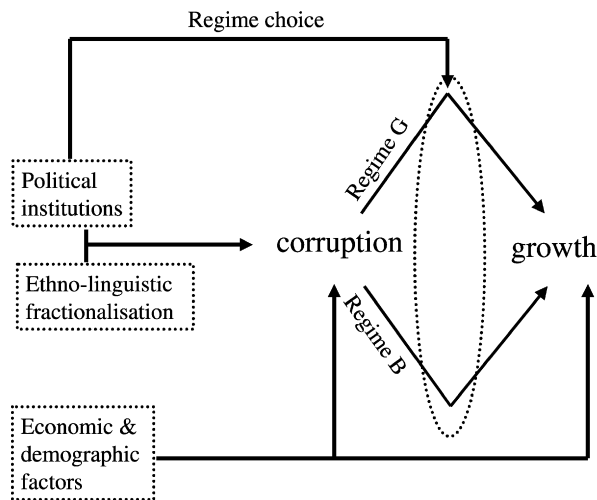 Regime choice
Regime G
Political
institutions
corruption
growth
Ethno-linguistic
fractionalisation
Regime B
Economic &
demographic
factors